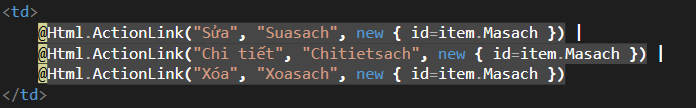 <td>
@Html.ActionLink("Sửa", "Suasach", new { id=item.Masach }) |
@Html.ActionLink("Chi tiết", "Chitietsach", new { id=item.Masach }) |
@Html.ActionLink("Xóa", "Xoasach", new { id=item.Masach })
</td>